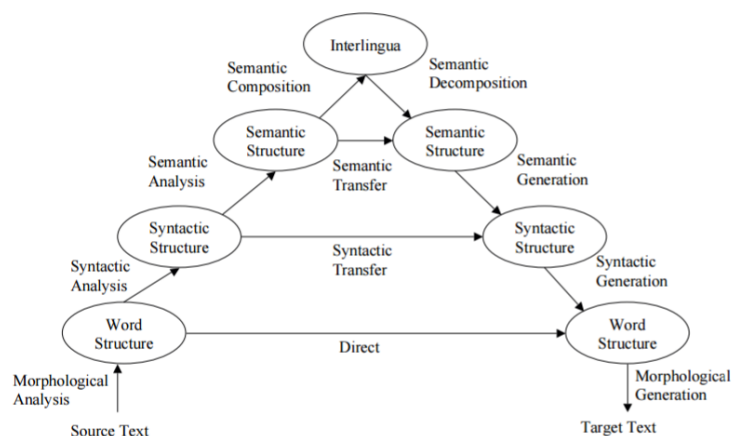 Interlingua
Semantic
Composition
Semantic
Decomposition
Semantic
Structure
Semantic
Structure
Semantic
Analysis
Semantic
Transfer
Semantic
Generation
Syntactic
Structure
Syntactic
Structure
Syntactic
Analysis
Syntactic
Transfer
Syntactic
Generation
Word
Structure
Word
Structure
Direct
Morphological
Analysis
Morphological
Generation
Source Text
Target Text